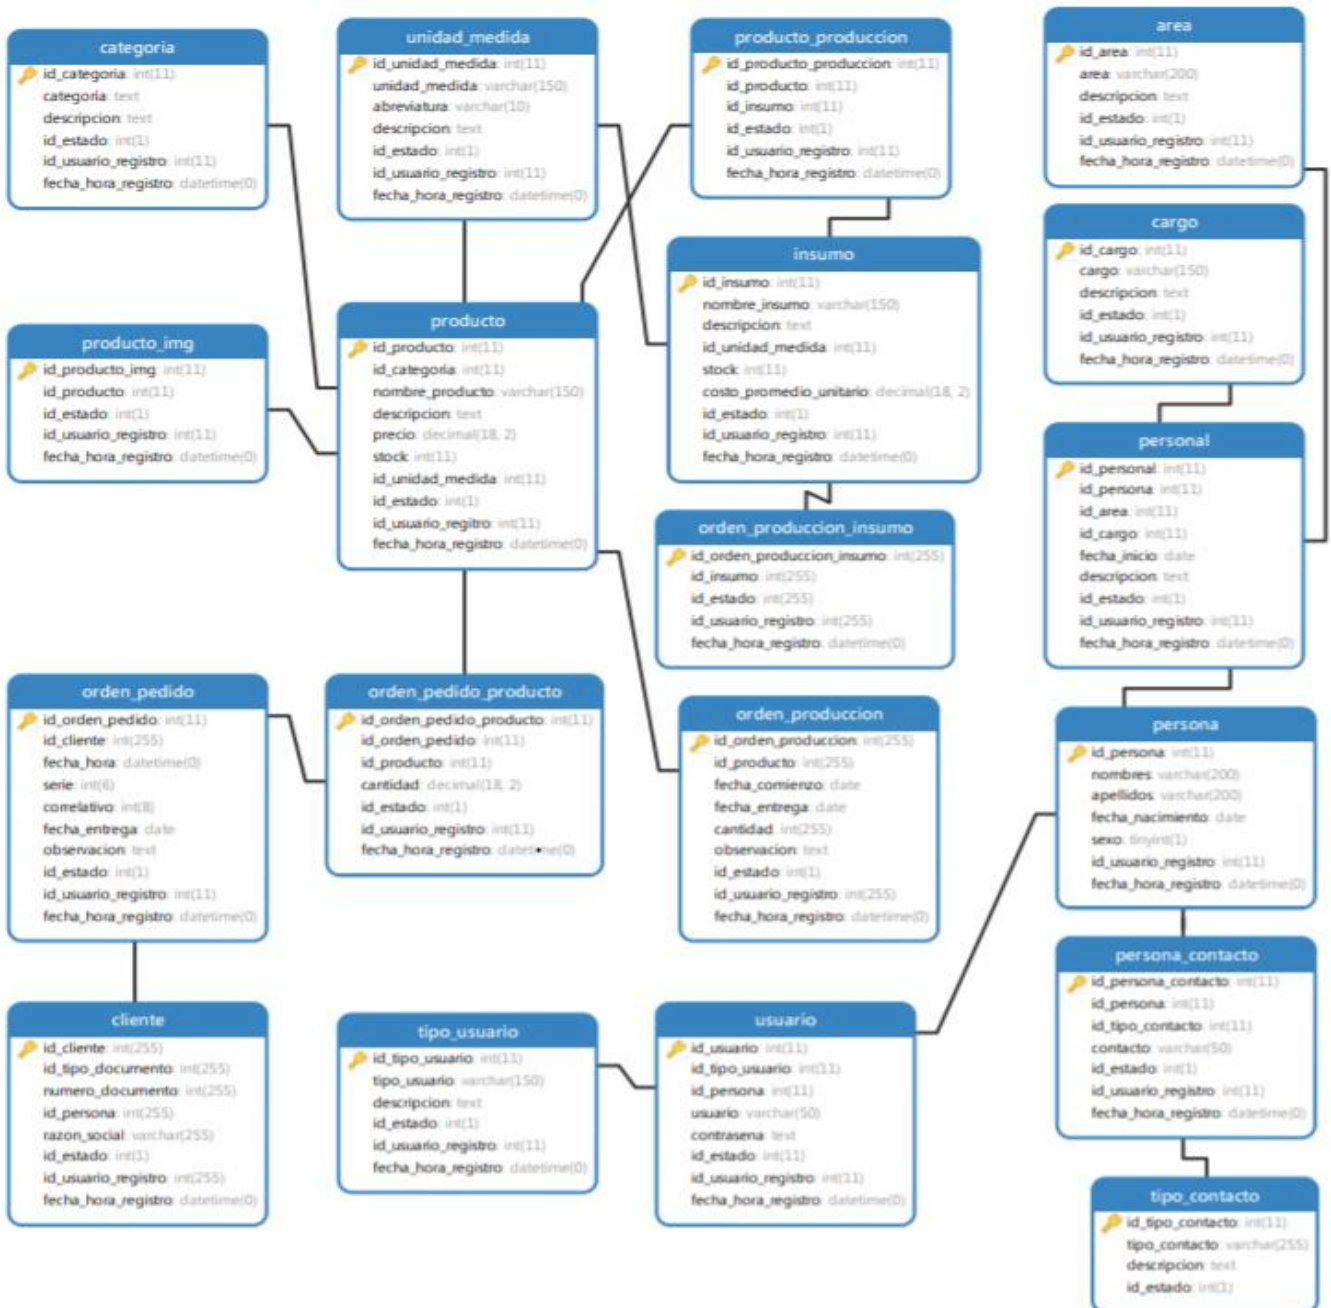 categoria
id_categoria: int(11)
categoria: text
descripcion: text
id_estado: int(1)
id_usuario_registro: int(11)
fecha_hora_registro: datetime(0)
unidad_medida
id_unidad_medida: int(11)
unidad_medida: varchar(150)
abreviatura: varchar(10)
descripcion: text
id_estado: int(1)
id_usuario_registro: int(11)
fecha_hora_registro: datetime(0)
producto_produccion
id_producto_produccion: int(11)
id_producto: int(11)
id_insumo: int(11)
id_estado: int(1)
id_usuario_registro: int(11)
fecha_hora_registro: datetime(0)
area
id_area: int(11)
area: varchar(200)
descripcion: text
id_estado: int(1)
id_usuario_registro: int(11)
fecha_hora_registro: datetime(0)
cargo
id_cargo: int(11)
cargo: varchar(150)
descripcion: text
id_estado: int(1)
id_usuario_registro: int(11)
fecha_hora_registro: datetime(0)
insumo
id_insumo: int(11)
nombre_insumo: varchar(150)
descripcion: text
id_unidad_medida: int(11)
stock: int(11)
costo_promedio_unitario: decimal(18, 2)
id_estado: int(1)
id_usuario_registro: int(11)
fecha_hora_registro: datetime(0)
producto
id_producto: int(11)
id_categoria: int(11)
nombre_producto: varchar(150)
descripcion: text
precio: decimal(18, 2)
stock: int(11)
id_unidad_medida: int(11)
id_estado: int(1)
id_usuario_regitro: int(11)
fecha_hora_registro: datetime(0)
producto_img
id_producto_img: int(11)
id_producto: int(11)
id_estado: int(1)
id_usuario_registro: int(11)
fecha_hora_registro: datetime(0)
personal
id_personal: int(11)
id_persona: int(11)
id_area: int(11)
id_cargo: int(11)
fecha_inicio: date
descripcion: text
id_estado: int(1)
id_usuario_registro: int(11)
fecha_hora_registro: datetime(0)
orden_produccion_insumo
id_orden_produccion_insumo: int(255)
id_insumo: int(255)
id_estado: int(255)
id_usuario_registro: int(255)
fecha_hora_registro: datetime(0)
orden_pedido
id_orden_pedido: int(11)
id_cliente: int(255)
fecha_hora: datetime(0)
serie: int(6)
correlativo: int(8)
fecha_entrega: date
observacion: text
id_estado: int(1)
id_usuario_registro: int(11)
fecha_hora_registro: datetime(0)
orden_pedido_producto
id_orden_pedido_producto: int(11)
id_orden_pedido: int(11)
id_producto: int(11)
cantidad: decimal(18, 2)
id_estado: int(1)
id_usuario_registro: int(11)
fecha_hora_registro: datetime(0)
orden_produccion
id_orden_produccion: int(255)
id_producto: int(255)
fecha_comienzo: date
fecha_entrega: date
cantidad: int(255)
observacion: text
id_estado: int(1)
id_usuario_registro: int(255)
fecha_hora_registro: datetime(0)
persona
id_persona: int(11)
nombres: varchar(200)
apellidos: varchar(200)
fecha_nacimiento: date
sexo: tinyint(1)
id_usuario_registro: int(11)
fecha_hora_registro: datetime(0)
persona_contacto
id_persona_contacto: int(11)
id_persona: int(11)
id_tipo_contacto: int(11)
contacto: varchar(50)
id_estado: int(1)
id_usuario_registro: int(11)
fecha_hora_registro: datetime(0)
cliente
id_cliente: int(255)
id_tipo_documento: int(255)
numero_documento: int(255)
id_persona: int(255)
razon_social: varchar(255)
id_estado: int(1)
id_usuario_registro: int(255)
fecha_hora_registro: datetime(0)
tipo_usuario
id_tipo_usuario: int(11)
tipo_usuario: varchar(150)
descripcion: text
id_estado: int(1)
id_usuario_registro: int(11)
fecha_hora_registro: datetime(0)
usuario
id_usuario: int(11)
id_tipo_usuario: int(11)
id_persona: int(11)
usuario: varchar(50)
contrasena: text
id_estado: int(11)
id_usuario_registro: int(11)
fecha_hora_registro: datetime(0)
tipo_contacto
id_tipo_contacto: int(11)
tipo_contacto: varchar(255)
descripcion: text
id_estado: int(1)